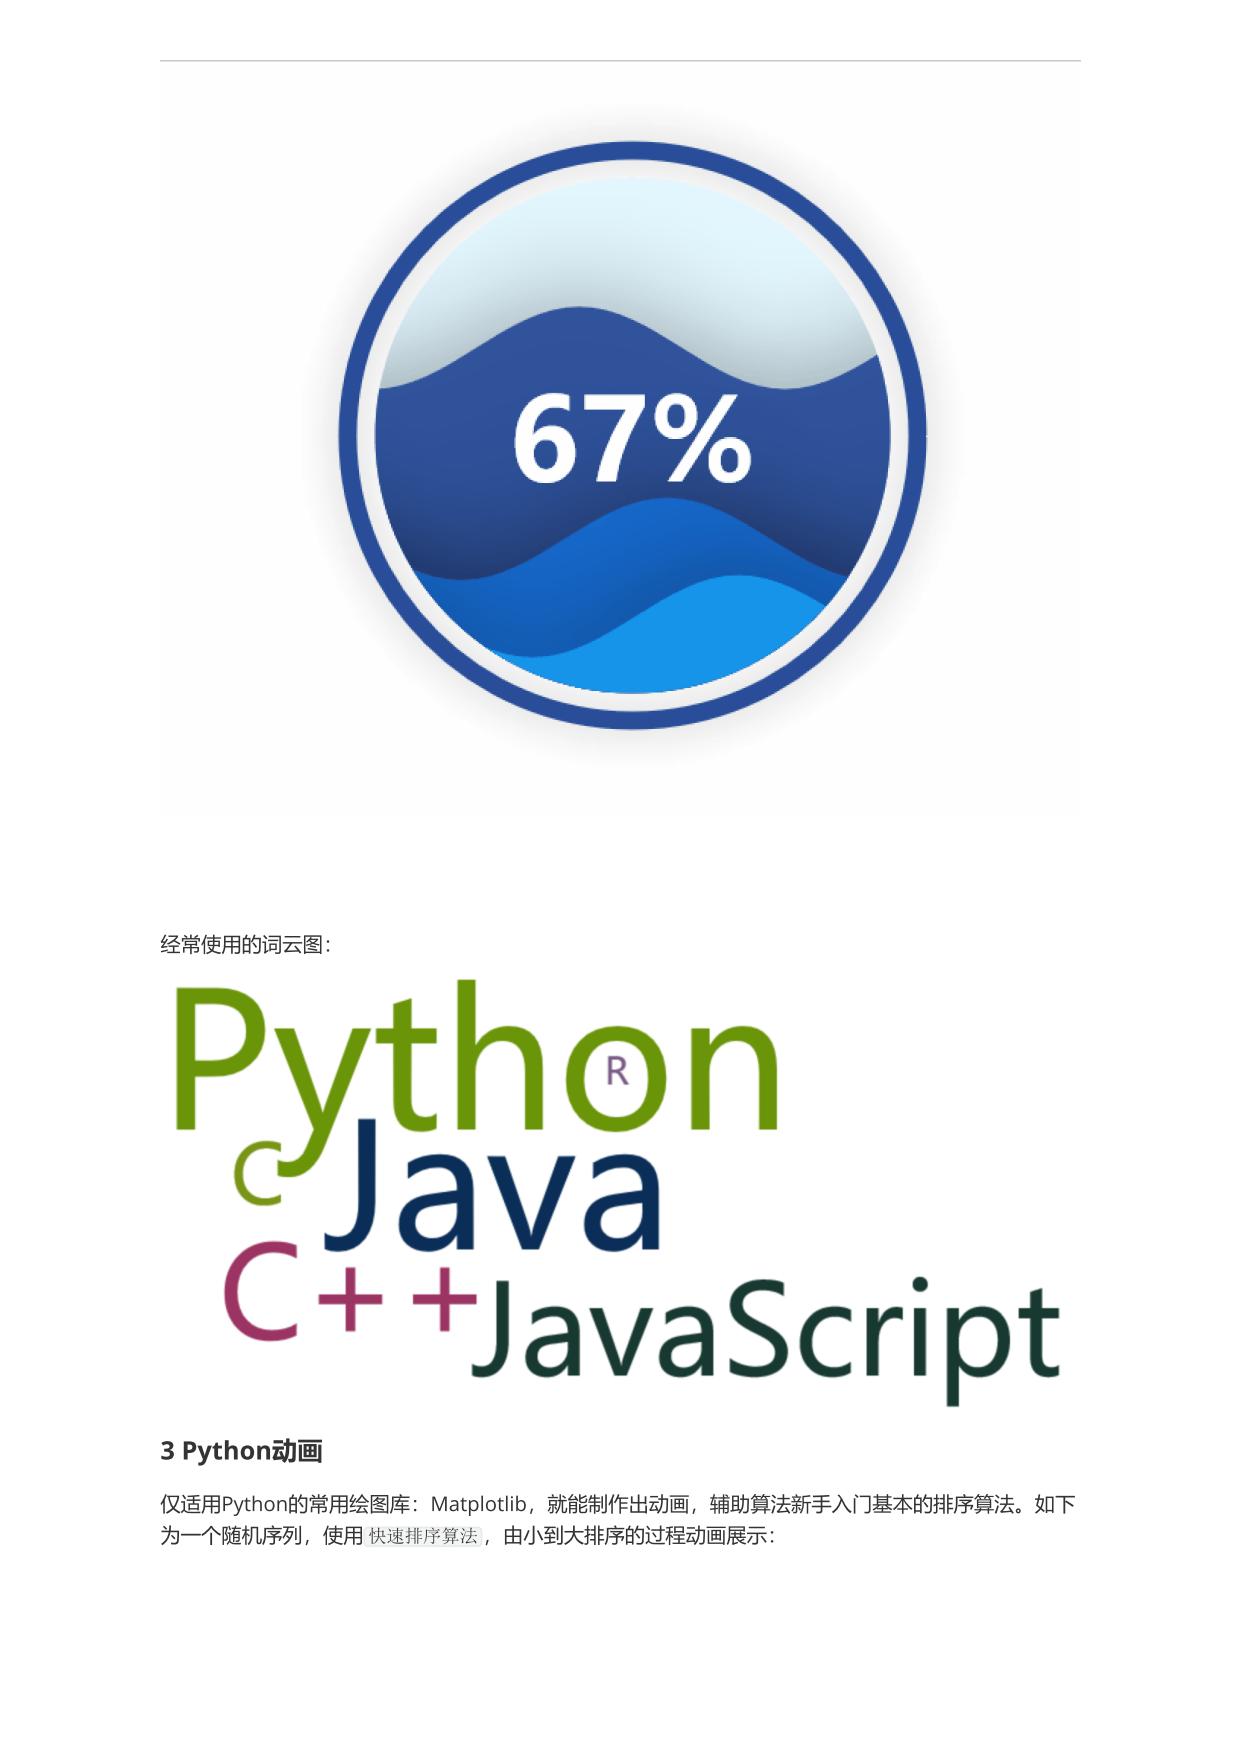 67%
经常使用的词云图：
Python
R
C
Java
C++
JavaScript
3 Python动画
仅适用Python的常用绘图库：Matplotlib，就能制作出动画，辅助算法新手入门基本的排序算法。如下
为一个随机序列，使用 快速排序算法 ，由小到大排序的过程动画展示：